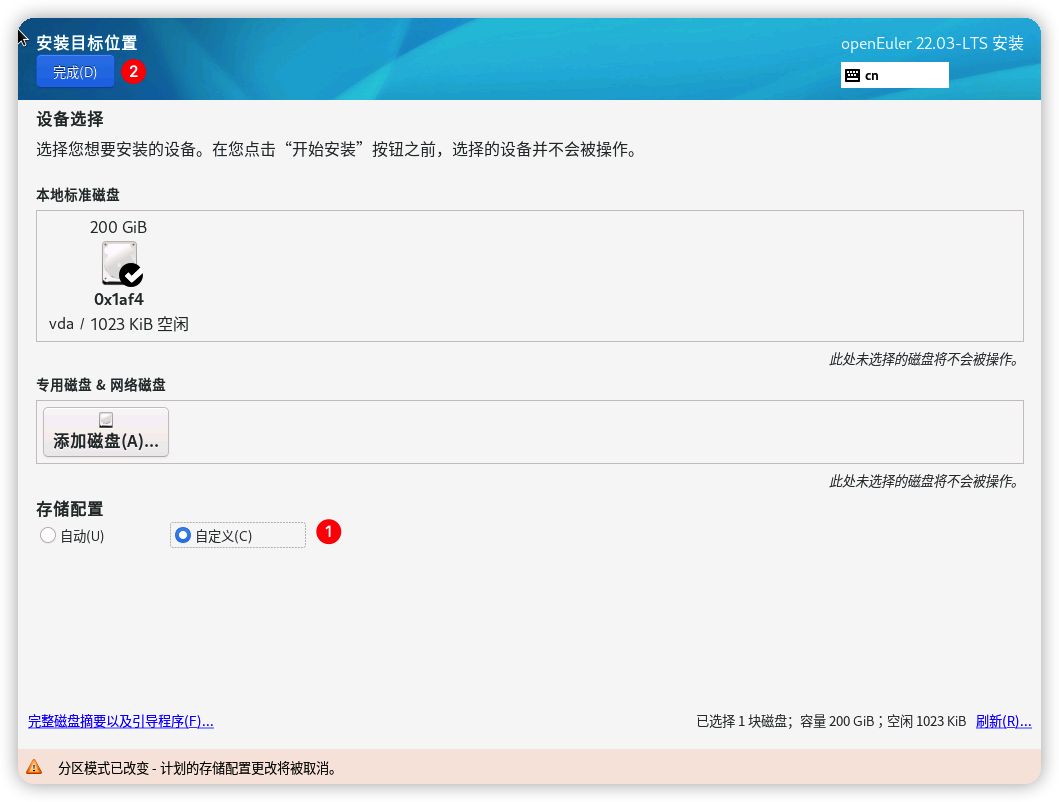 安装目标位置
openEuler 22.03-LTS 安装
完成(D)
2
cn
设备选择
选择您想要安装的设备。在您点击“开始安装”按钮之前，选择的设备并不会被操作。
本地标准磁盘
200 GiB
0x1af4
vda / 1023 KiB 空闲
此处未选择的磁盘将不会被操作。
专用磁盘 & 网络磁盘
添加磁盘(A)...
此处未选择的磁盘将不会被操作。
存储配置
自动(U)
自定义(C)
1
完整磁盘摘要以及引导程序(F)...
已选择 1 块磁盘；容量 200 GiB；空闲 1023 KiB
刷新(R)...
分区模式已改变 - 计划的存储配置更改将被取消。